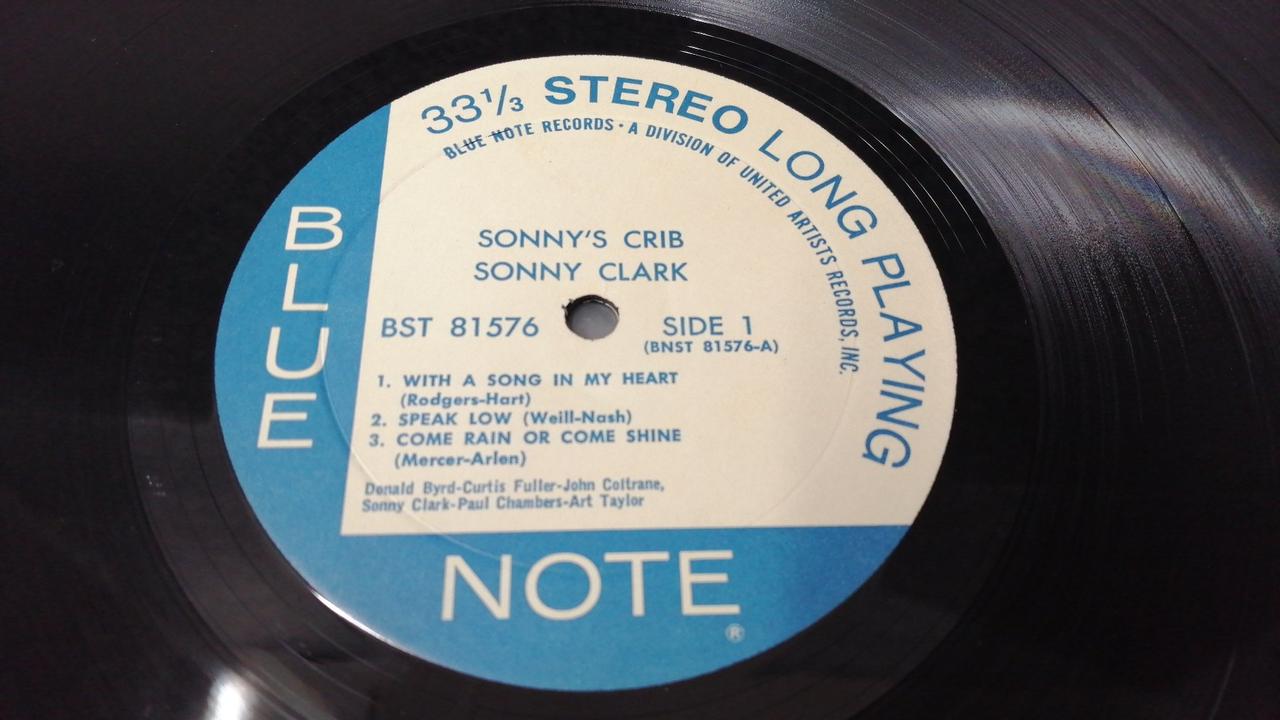 33⅓ STEREO LONG PLAYING
BLUE NOTE RECORDS · A DIVISION OF UNITED ARTISTS RECORDS, INC.
SONNY'S CRIB
SONNY CLARK
BST 81576 SIDE 1
(BNST 81576-A)
1. WITH A SONG IN MY HEART
(Rodgers-Hart)
2. SPEAK LOW (Weill-Nash)
3. COME RAIN OR COME SHINE
(Mercer-Arlen)
Donald Byrd-Curtis Fuller-John Coltrane,
Sonny Clark-Paul Chambers-Art Taylor
BLUE
NOTE
®